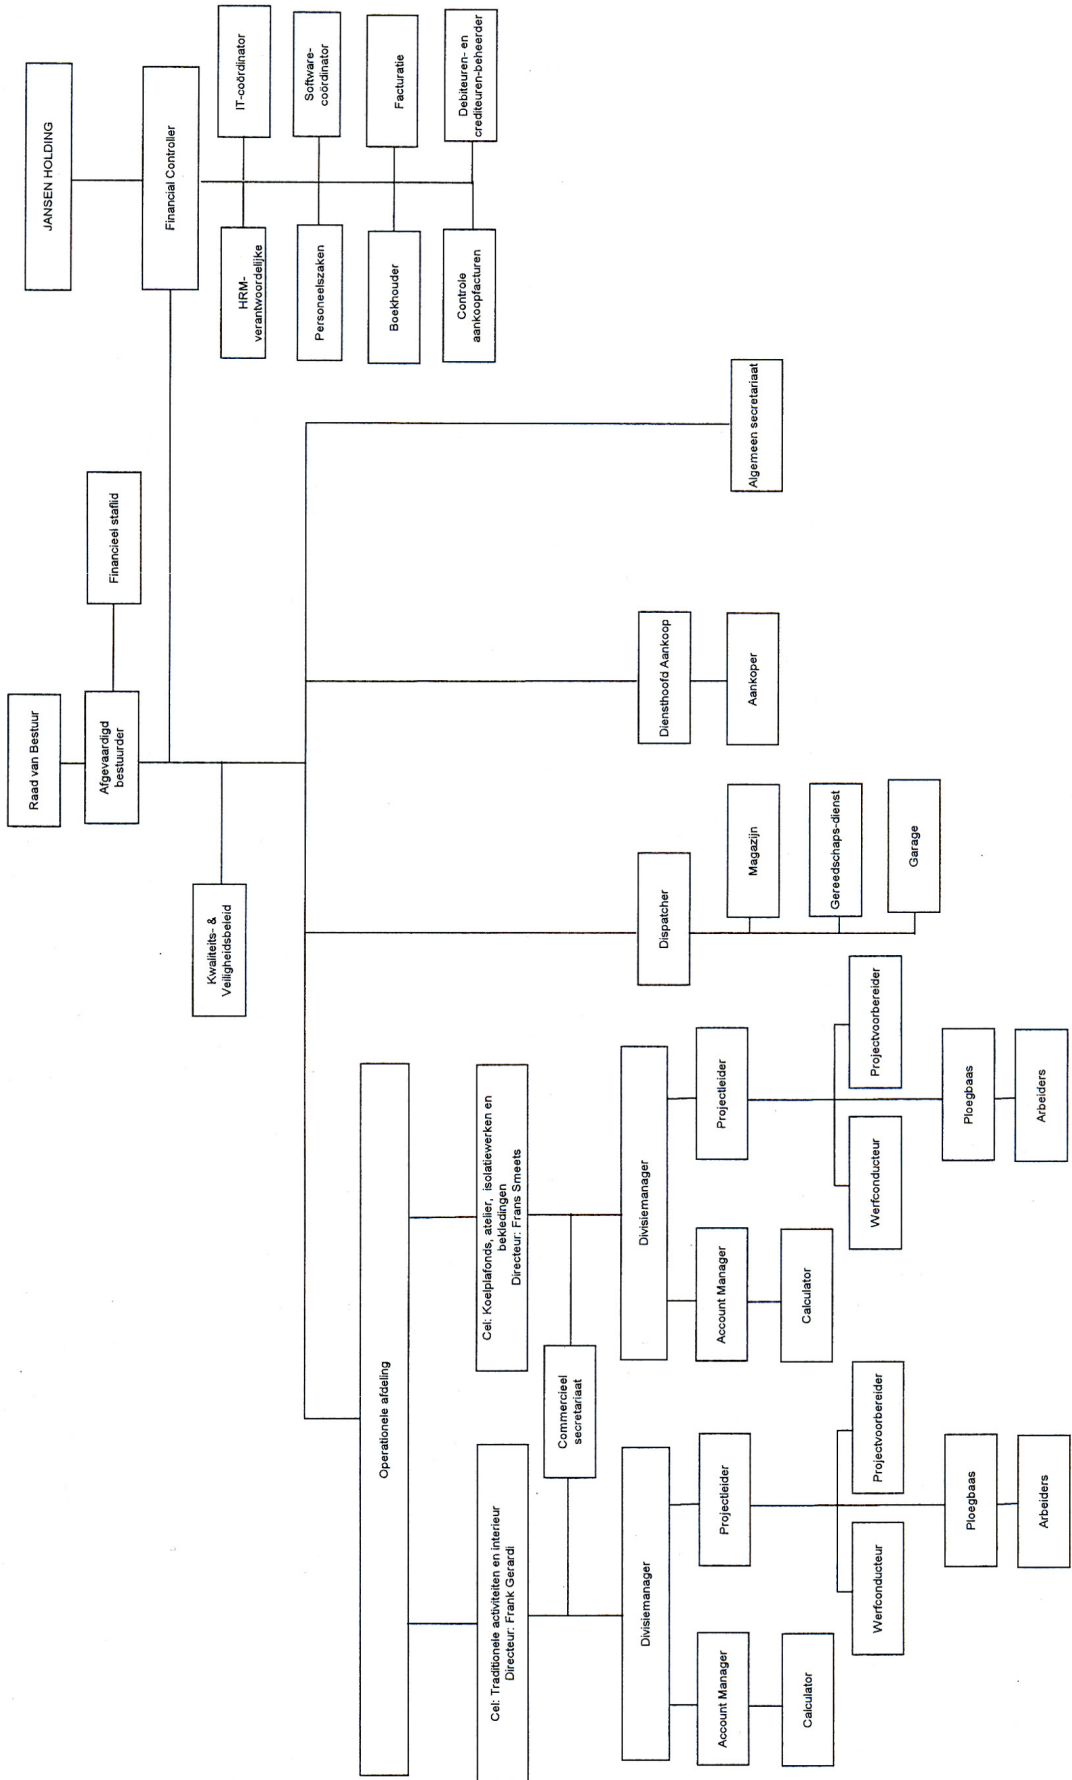 Raad van Bestuur
JANSEN HOLDING
Afgevaardigd
bestuurder
Financieel staflid
Financial Controller
Kwaliteits- &
Veiligheidsbeleid
HRM-
verantwoordelijke
IT-coördinator
Personeelszaken
Software-
coördinator
Boekhouder
Facturatie
Controle
aankoopfacturen
Debiteuren- en
crediteuren-beheerder
Operationele afdeling
Cel: Traditionele activiteiten en interieur
Directeur: Frank Gerardi
Cel: Koelplafonds, atelier, isolatiewerken en
bekledingen
Directeur: Frans Smeets
Commercieel
secretariaat
Divisiemanager
Divisiemanager
Dispatcher
Diensthoofd Aankoop
Account Manager
Projectleider
Account Manager
Projectleider
Magazijn
Aankoper
Algemeen secretariaat
Calculator
Calculator
Gereedschaps-dienst
Werfconducteur
Projectvoorbereider
Werfconducteur
Projectvoorbereider
Garage
Ploegbaas
Ploegbaas
Arbeiders
Arbeiders